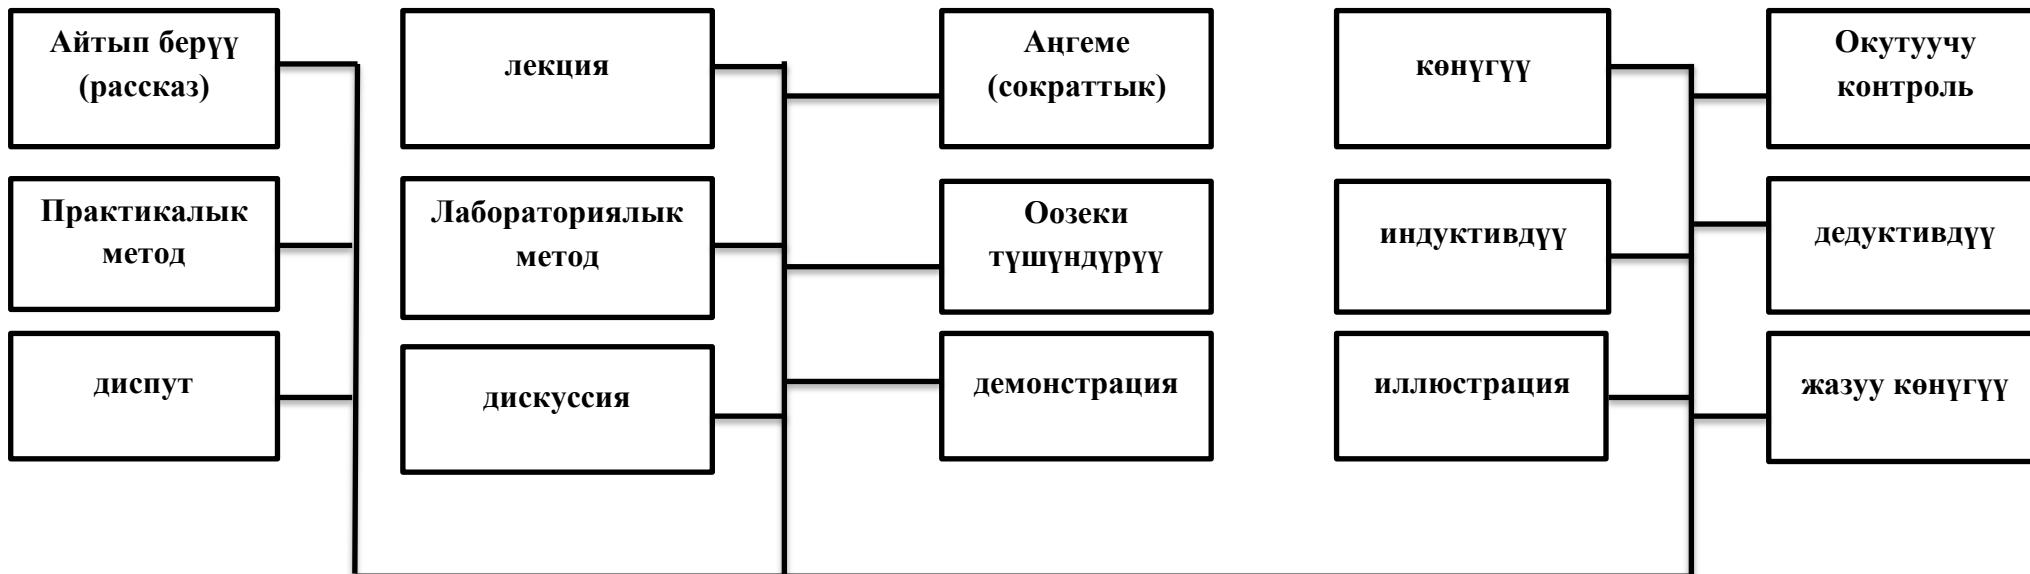 Айтып берүү
(рассказ)
лекция
Аңгеме
(сократтык)
көнүгүү
Окутуучу
контроль
Практикалык
метод
Лабораториялык
метод
Оозеки
түшүндүрүү
индуктивдүү
дедуктивдүү
диспут
дискуссия
демонстрация
иллюстрация
жазуу көнүгүү